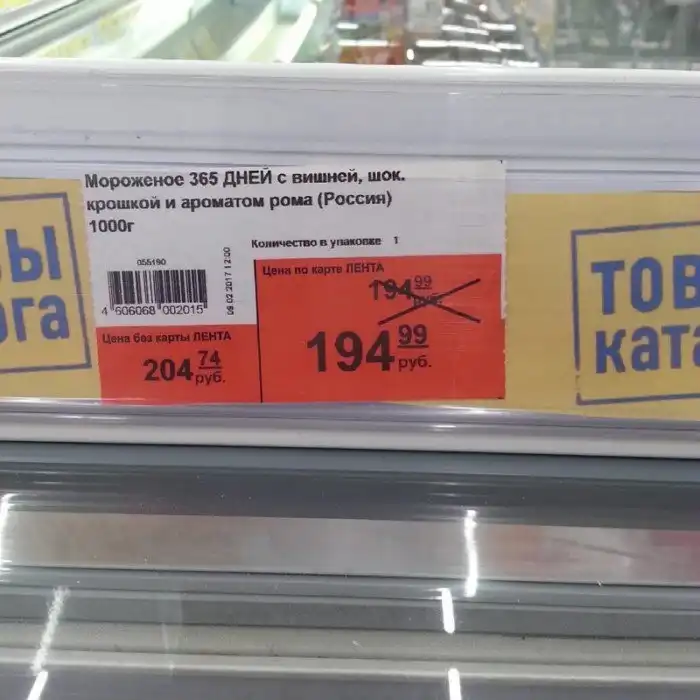 Мороженое 365 ДНЕЙ с вишней, шок.
крошкой и ароматом рома (Россия)
1000г
Количество в упаковке 1
055190
4 606068 002015
Цена по карте ЛЕНТА
194 99 руб.
194 99 руб.
Цена без карты ЛЕНТА
204 74 руб.
ТОВ
ката